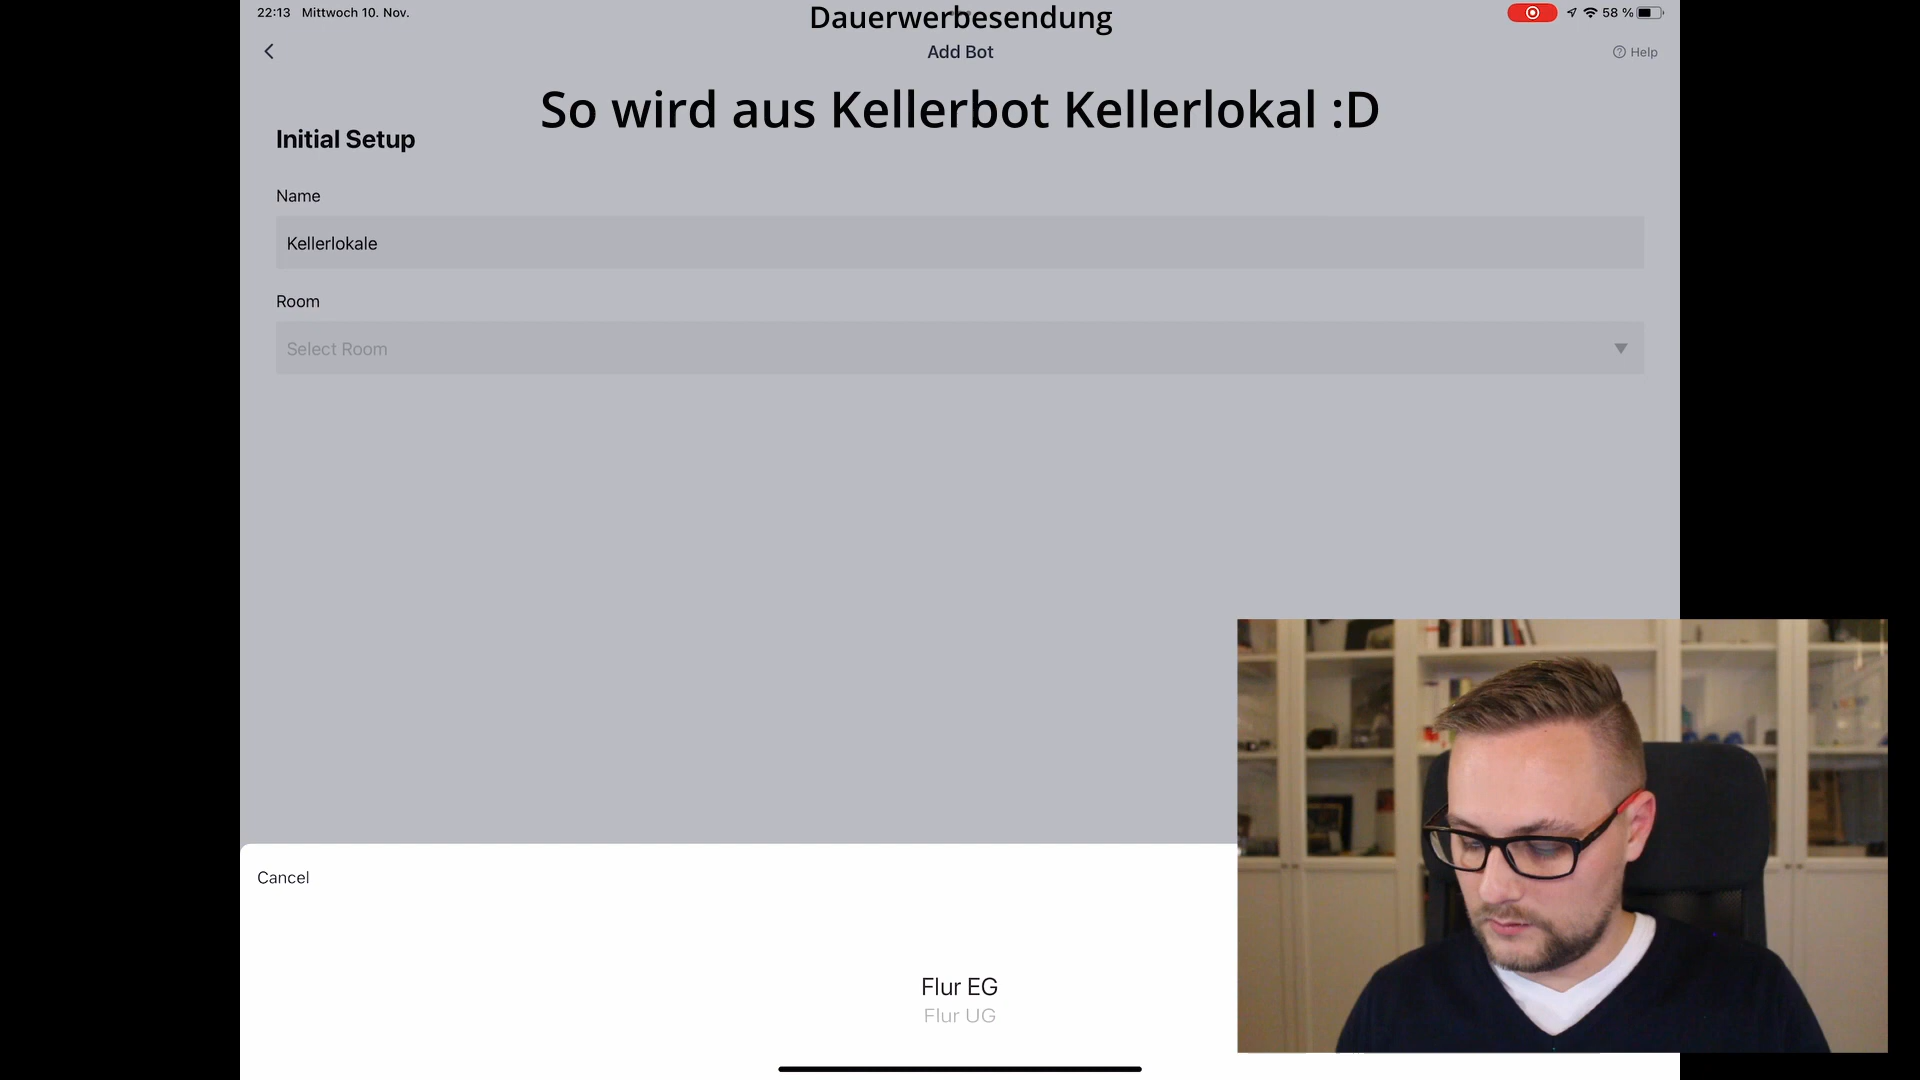 22:13 Mittwoch 10. Nov.
Dauerwerbesendung
58 %
Add Bot
Help
So wird aus Kellerbot Kellerlokal :D
Initial Setup
Name
Kellerlokale
Room
Select Room
Cancel
Flur EG
Flur UG